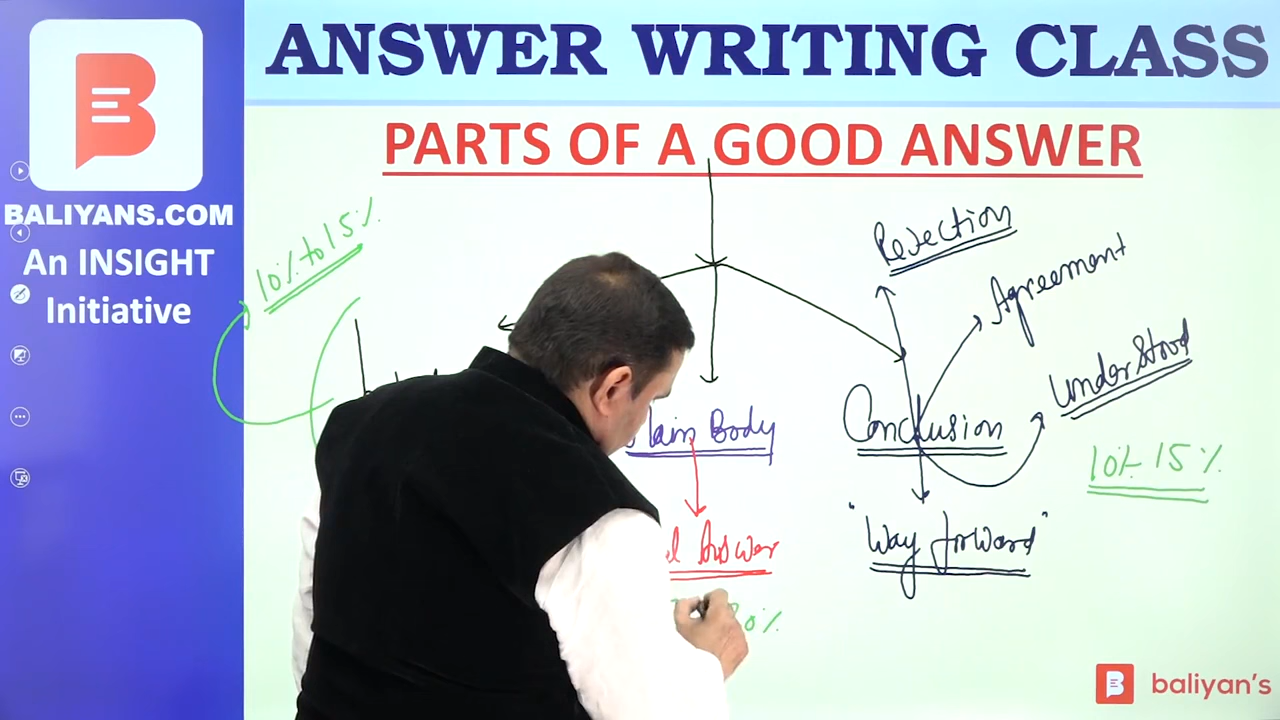 ANSWER WRITING CLASS
PARTS OF A GOOD ANSWER
BALIYANS.COM
An INSIGHT
Initiative
10% to 15%
Rejection
Agreement
Understood
Body
Conclusion
10%-15%
Answer
"Way forward"
baliyan's